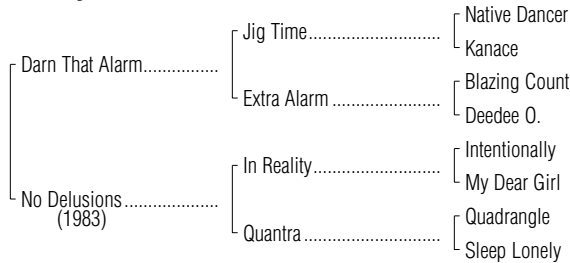 Native Dancer
Jig Time..............................
Kanace
Darn That Alarm................
Blazing Count
Extra Alarm .........................
Deedee O.
Intentionally
In Reality..............................
My Dear Girl
No Delusions....................
(1983)
Quadrangle
Quantra................................
Sleep Lonely